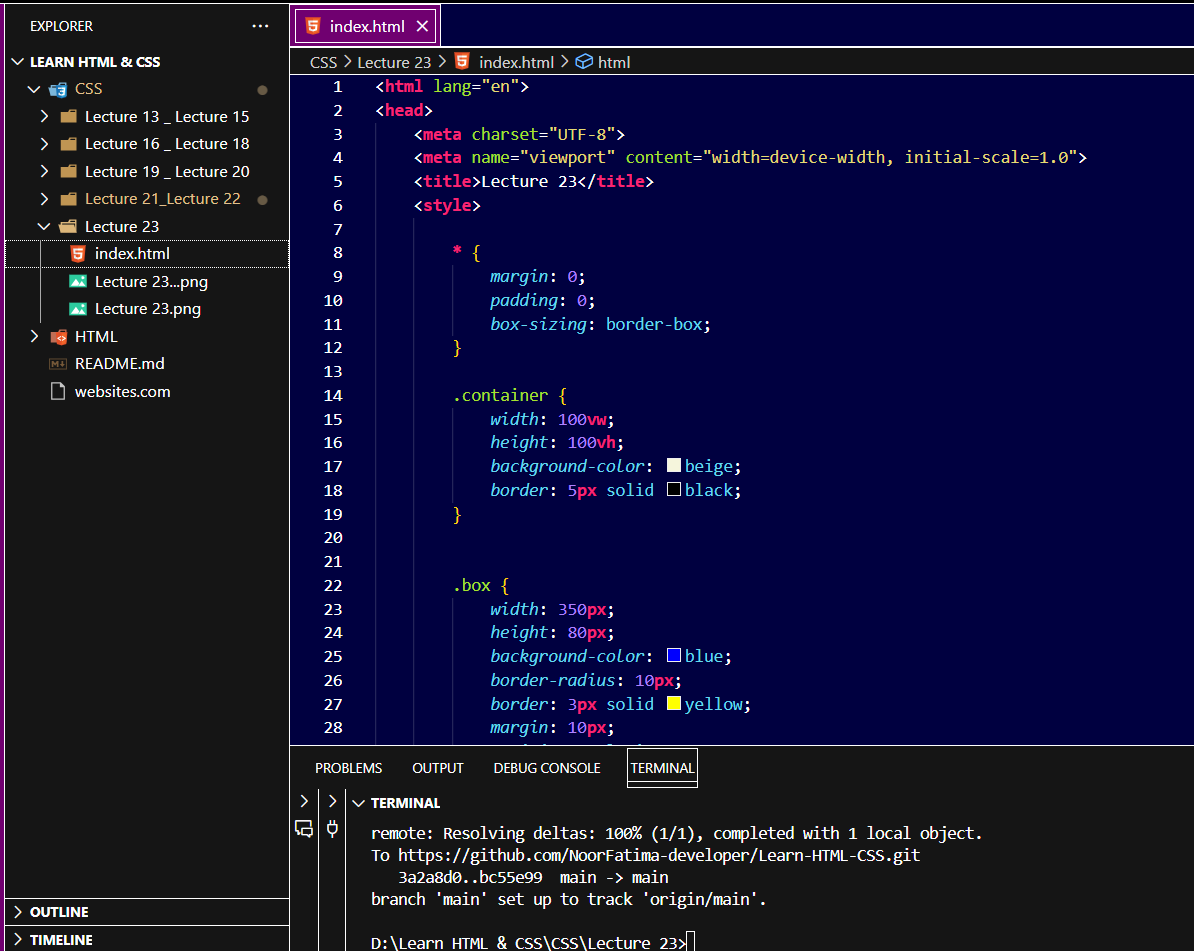 EXPLORER
LEARN HTML & CSS
CSS
Lecture 13 _ Lecture 15
Lecture 16 _ Lecture 18
Lecture 19 _ Lecture 20
Lecture 21_Lecture 22
Lecture 23
index.html
Lecture 23...png
Lecture 23.png
HTML
README.md
websites.com
OUTLINE
TIMELINE
index.html
CSS > Lecture 23 > index.html > html
1 <html lang="en">
2 <head>
3 <meta charset="UTF-8">
4 <meta name="viewport" content="width=device-width, initial-scale=1.0">
5 <title>Lecture 23</title>
6 <style>
7
8 * {
9 margin: 0;
10 padding: 0;
11 box-sizing: border-box;
12 }
13
14 .container {
15 width: 100vw;
16 height: 100vh;
17 background-color: beige;
18 border: 5px solid black;
19 }
20
21
22 .box {
23 width: 350px;
24 height: 80px;
25 background-color: blue;
26 border-radius: 10px;
27 border: 3px solid yellow;
28 margin: 10px;
PROBLEMS OUTPUT DEBUG CONSOLE TERMINAL
TERMINAL
remote: Resolving deltas: 100% (1/1), completed with 1 local object.
To https://github.com/NoorFatima-developer/Learn-HTML-CSS.git
3a2a8d0..bc55e99 main -> main
branch 'main' set up to track 'origin/main'.
D:\Learn HTML & CSS\CSS\Lecture 23>